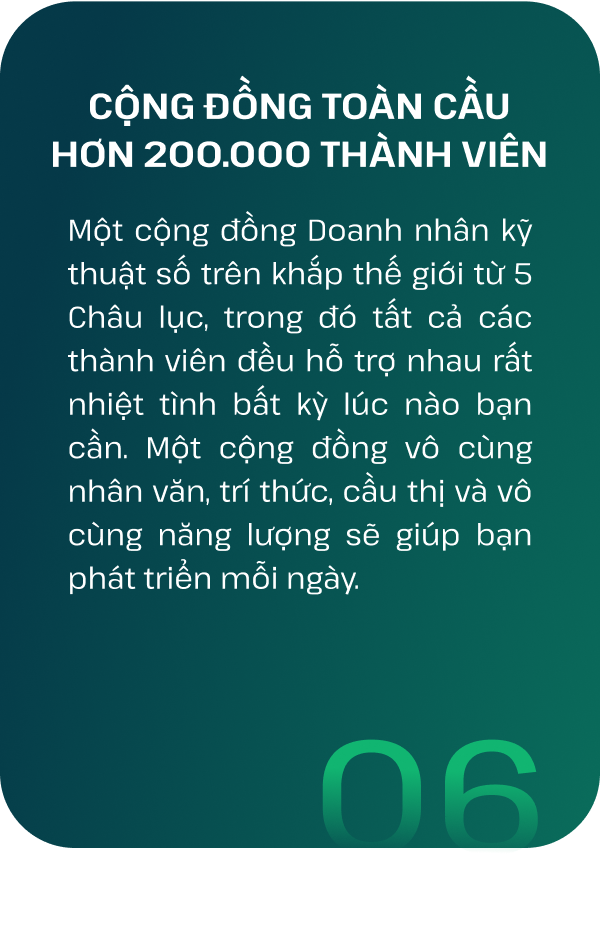 CỘNG ĐỒNG TOÀN CẦU
HƠN 200.000 THÀNH VIÊN
Một cộng đồng Doanh nhân kỹ
thuật số trên khắp thế giới từ 5
Châu lục, trong đó tất cả các
thành viên đều hỗ trợ nhau rất
nhiệt tình bất kỳ lúc nào bạn
cần. Một cộng đồng vô cùng
nhân văn, trí thức, cầu thị và vô
cùng năng lượng sẽ giúp bạn
phát triển mỗi ngày.
06